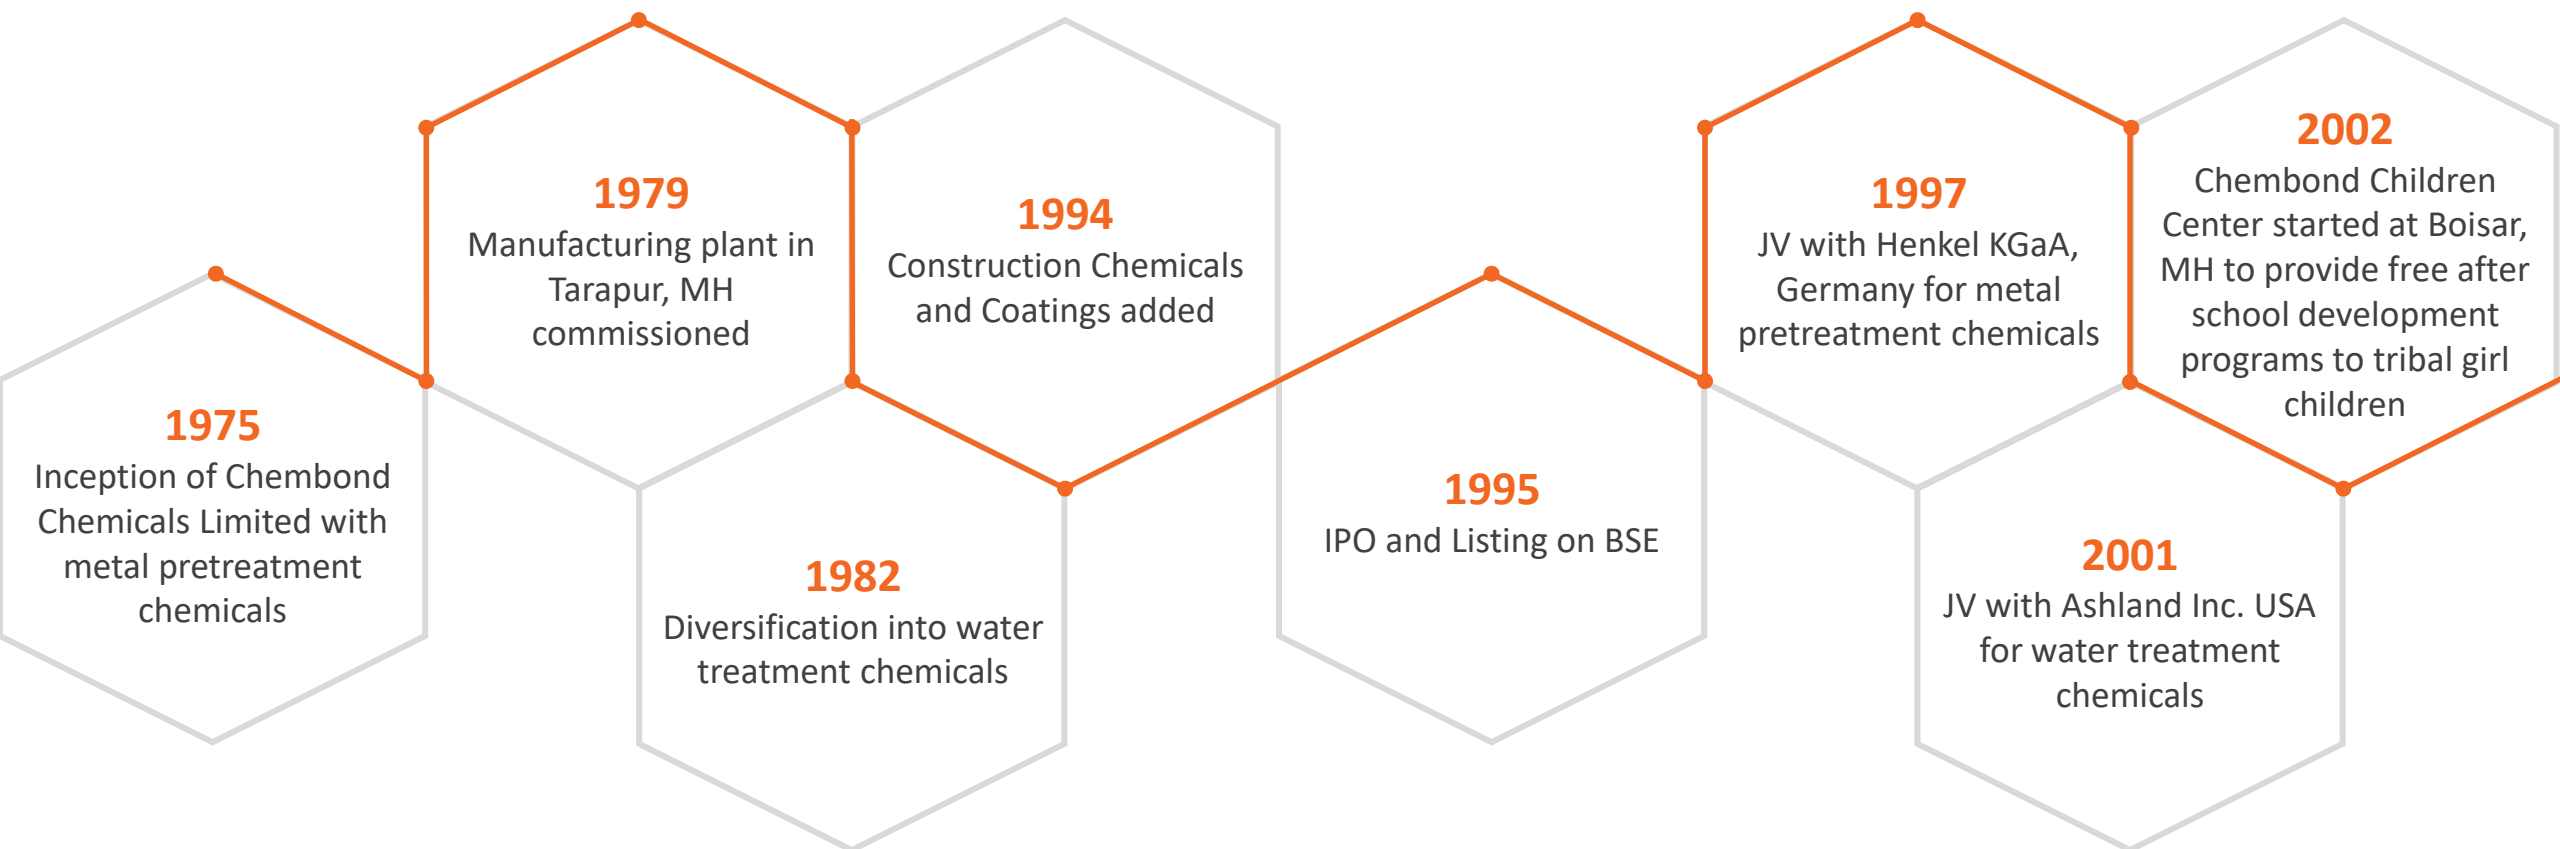 1975
Inception of Chembond
Chemicals Limited with
metal pretreatment
chemicals
1979
Manufacturing plant in
Tarapur, MH
commissioned
1982
Diversification into water
treatment chemicals
1994
Construction Chemicals
and Coatings added
1995
IPO and Listing on BSE
1997
JV with Henkel KGaA,
Germany for metal
pretreatment chemicals
2001
JV with Ashland Inc. USA
for water treatment
chemicals
2002
Chembond Children
Center started at Boisar,
MH to provide free after
school development
programs to tribal girl
children